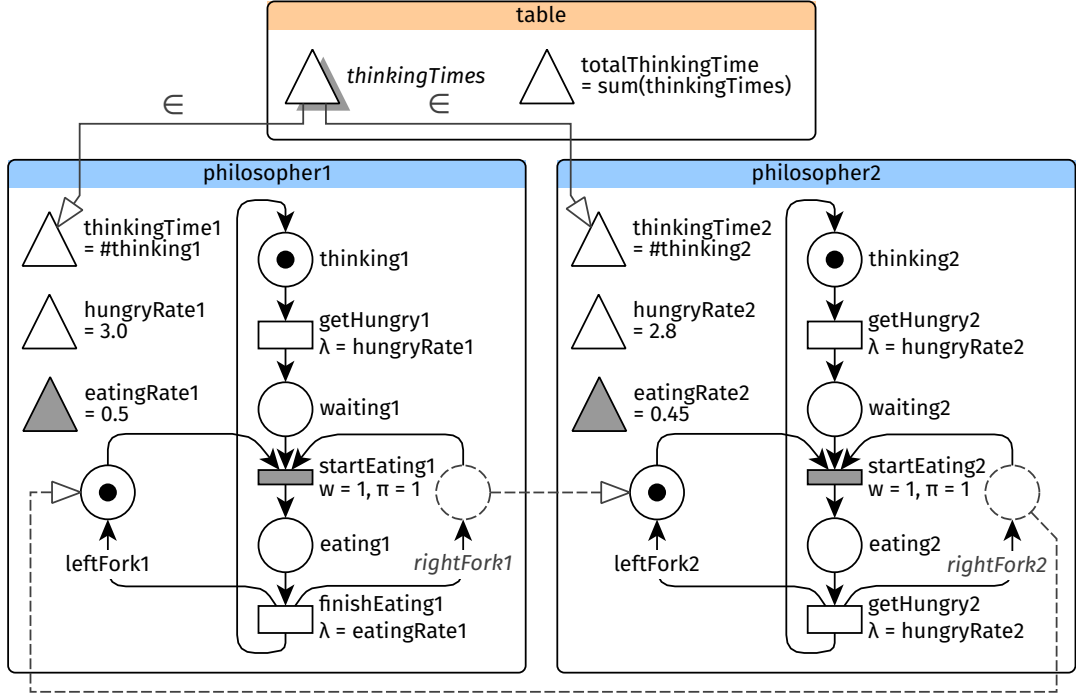 table
thinkingTimes
totalThinkingTime
= sum(thinkingTimes)
∈
∈
philosopher1
thinkingTime1
= #thinking1
hungryRate1
= 3.0
eatingRate1
= 0.5
thinking1
getHungry1
λ = hungryRate1
waiting1
startEating1
w = 1, π = 1
eating1
leftFork1
rightFork1
finishEating1
λ = eatingRate1
philosopher2
thinkingTime2
= #thinking2
hungryRate2
= 2.8
eatingRate2
= 0.45
thinking2
getHungry2
λ = hungryRate2
waiting2
startEating2
w = 1, π = 1
eating2
leftFork2
rightFork2
getHungry2
λ = hungryRate2